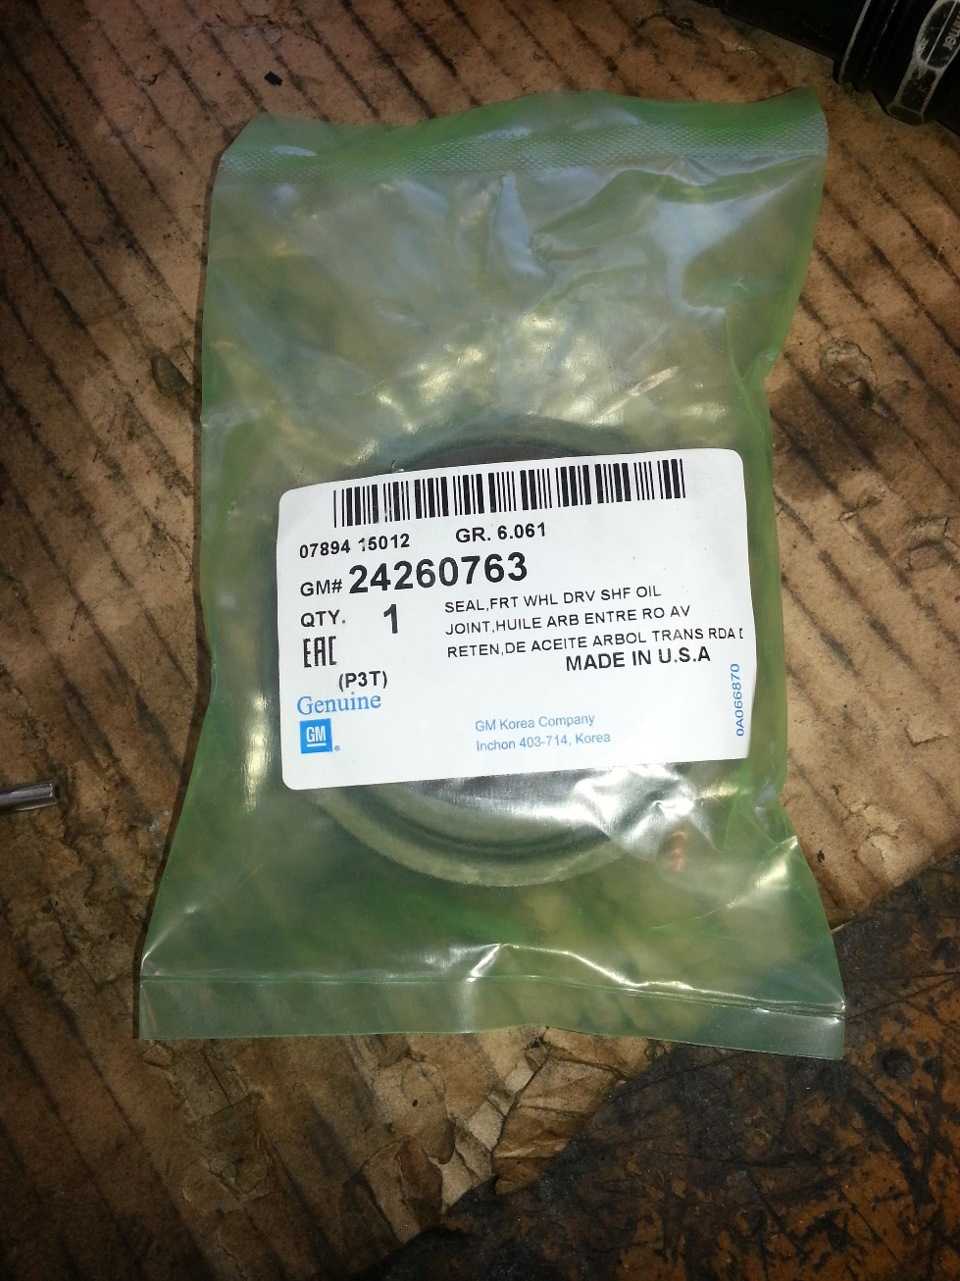 07894 15012 GR. 6.061
GM# 24260763
QTY. 1
SEAL,FRT WHL DRV SHF OIL
JOINT,HUILE ARB ENTRE RO AV
RETEN,DE ACEITE ARBOL TRANS RDA D
EAC
MADE IN U.S.A
(P3T)
Genuine
GM
GM Korea Company
Inchon 403-714, Korea
0A066870